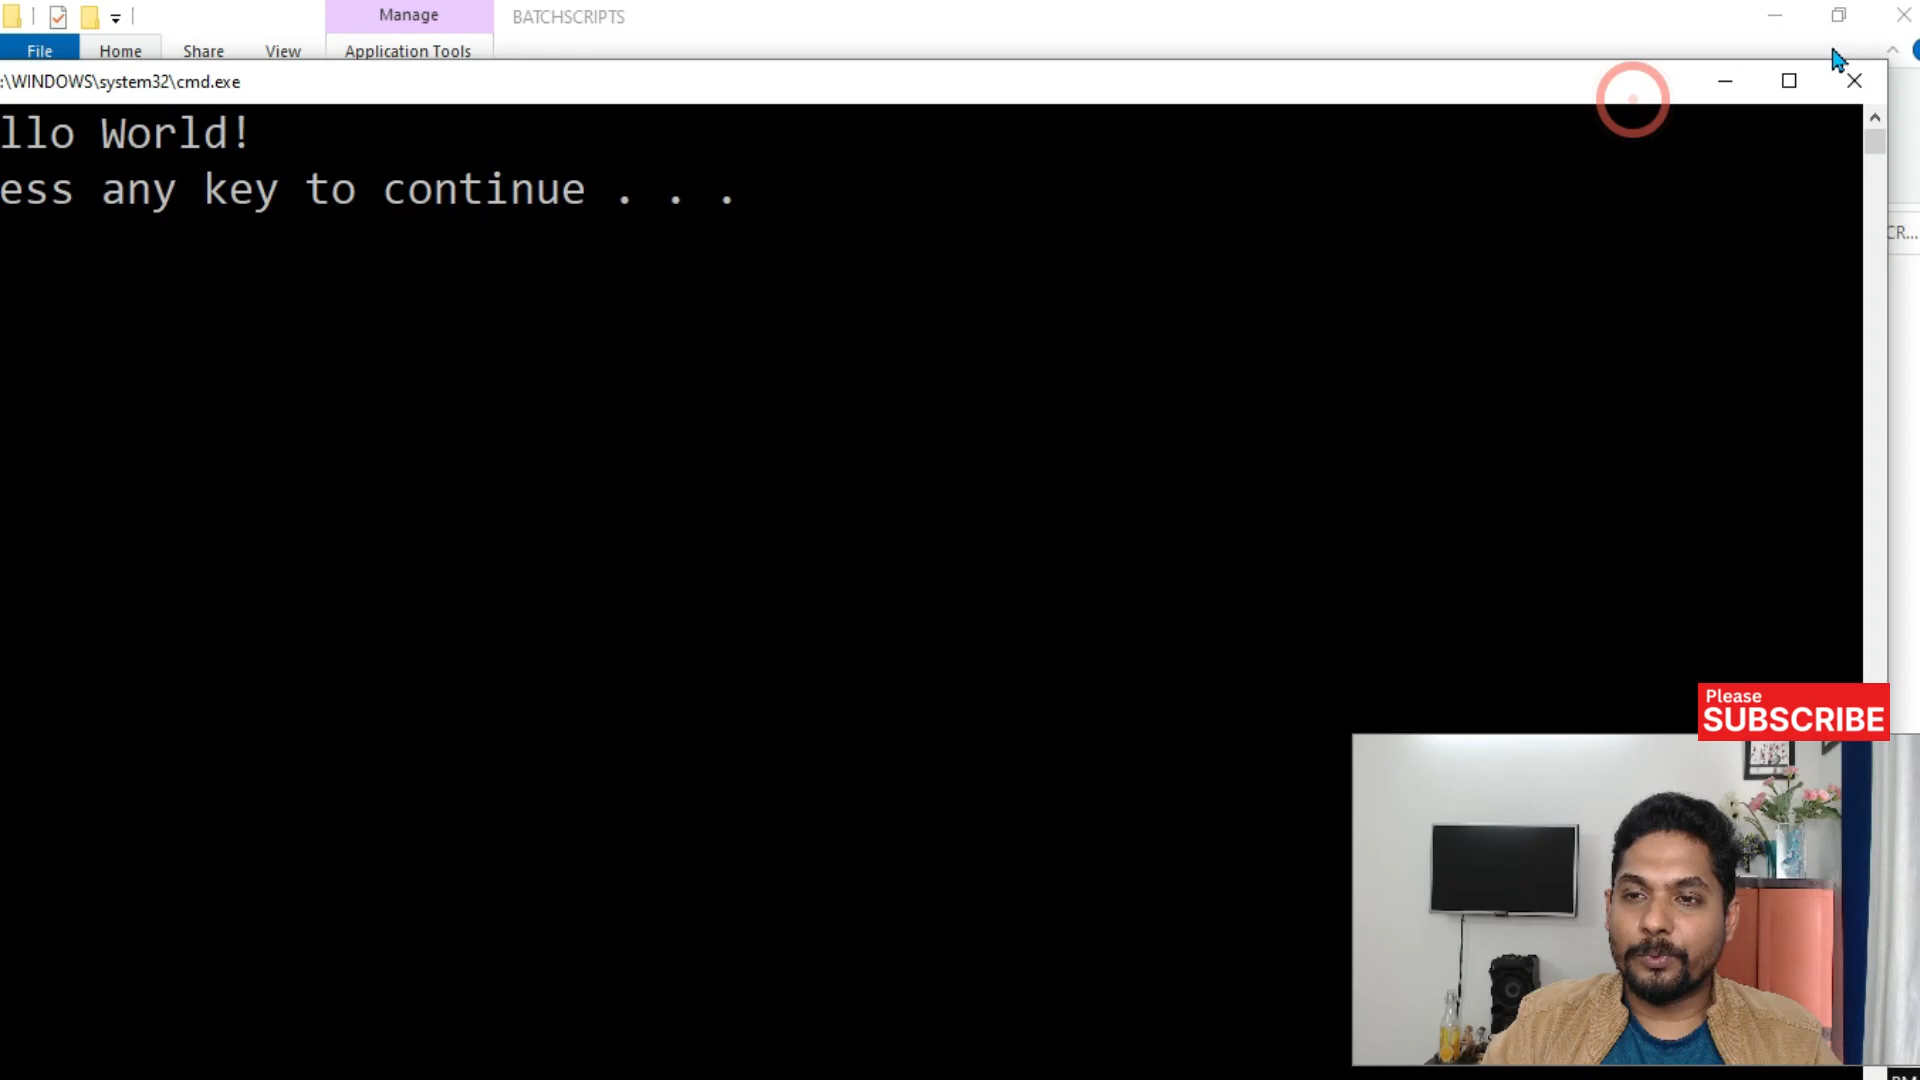 Manage
BATCHSCRIPTS
File
Home
Share
View
Application Tools
:\WINDOWS\system32\cmd.exe
llo World!
ess any key to continue . . .
CR...
Please
SUBSCRIBE